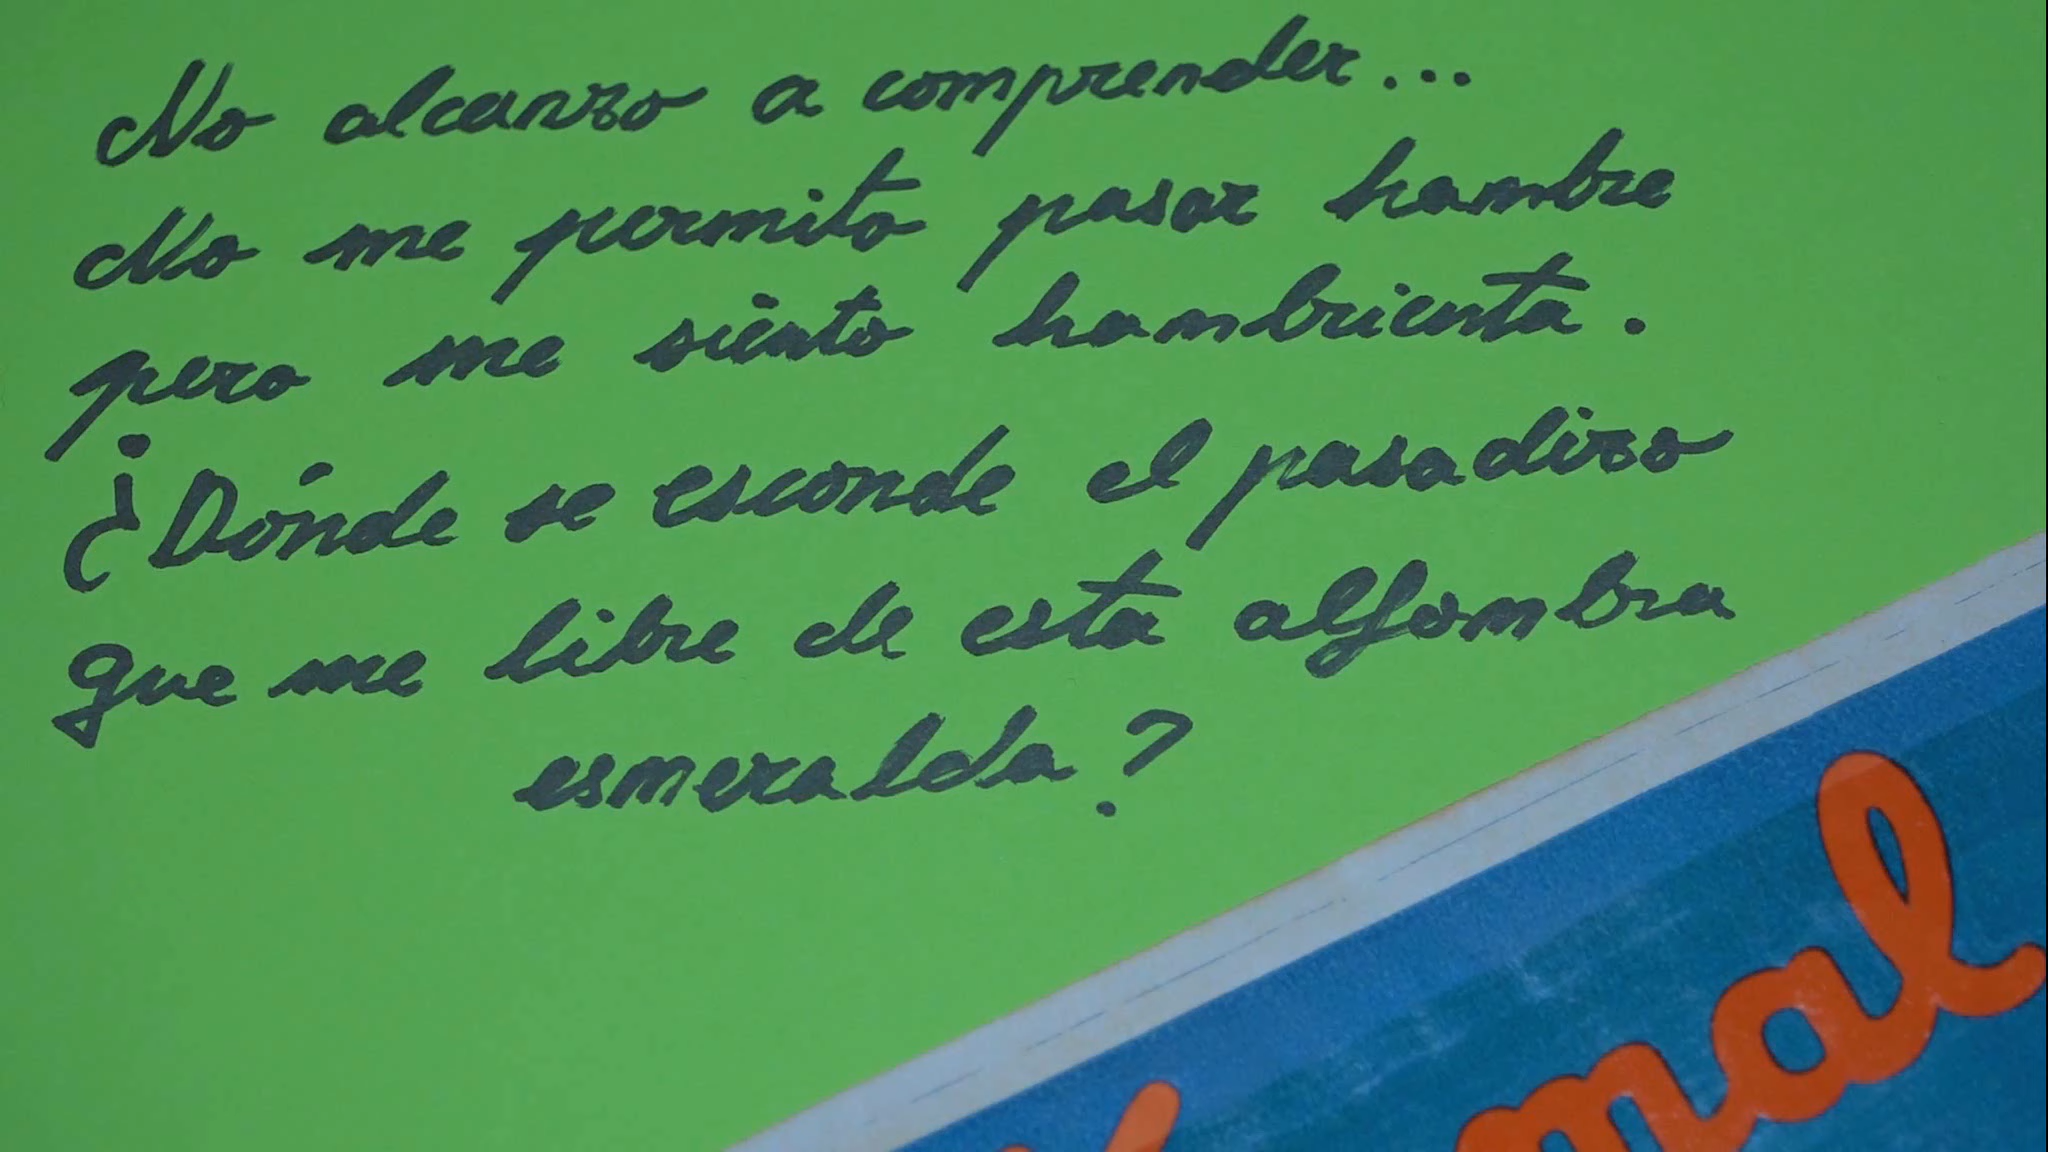 No alcanzo a comprender...
No me permito pasar hambre
pero me siento hambrienta.
¿Dónde se esconde el pasadizo
que me libre de esta alfombra
esmeralda?
mal